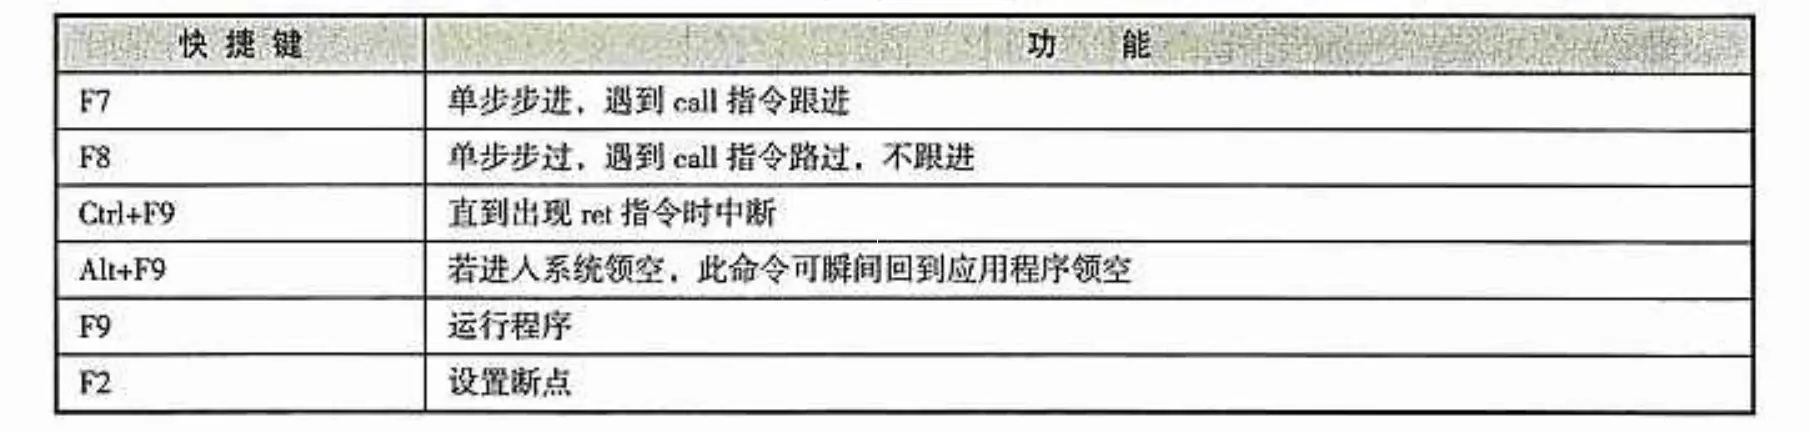 快捷键 功能
F7 单步步进，遇到 call 指令跟进
F8 单步步过，遇到 call 指令路过，不跟进
Ctrl+F9 直到出现 ret 指令时中断
Alt+F9 若进入系统领空，此命令可瞬间回到应用程序领空
F9 运行程序
F2 设置断点